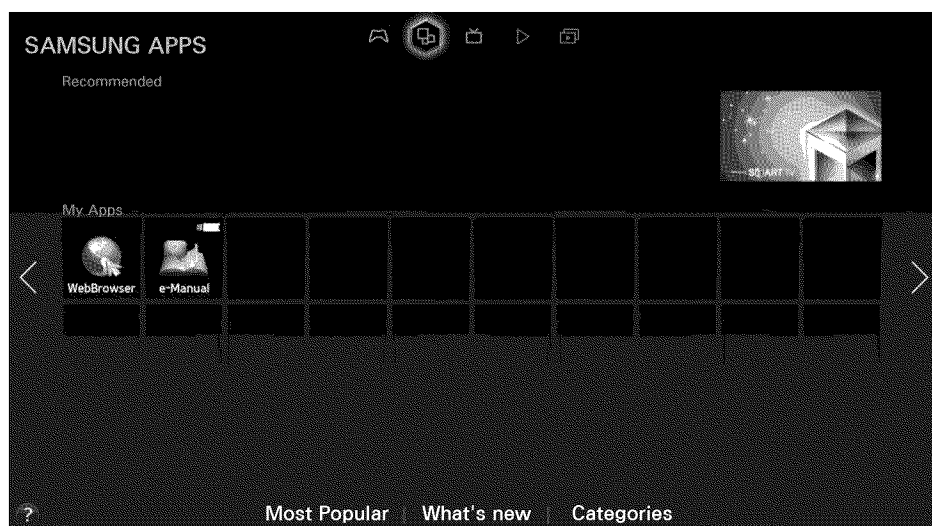 SAMSUNG APPS
Recommended
My Apps
WebBrowser
e-Manual
?
Most Popular | What's new | Categories